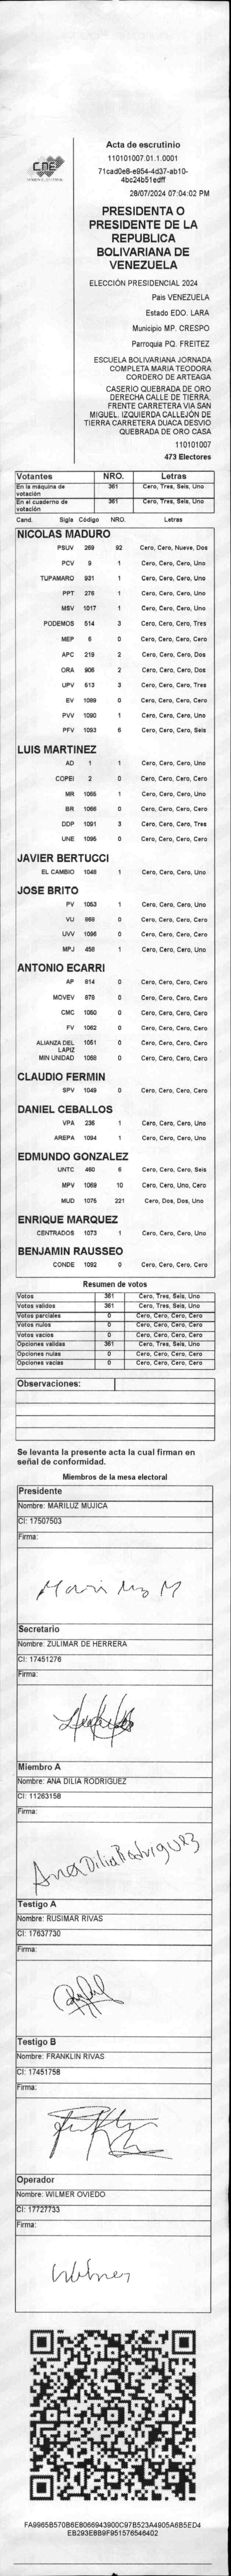 CNE
Acta de escrutinio
110101007.01.1.0001
71cad0e8-e954-4d37-ab10-
4bc24b51edff
28/07/2024 07:04:02 PM
PRESIDENTA O
PRESIDENTE DE LA
REPUBLICA
BOLIVARIANA DE
VENEZUELA
ELECCIÓN PRESIDENCIAL 2024
Pais VENEZUELA
Estado EDO. LARA
Municipio MP. CRESPO
Parroquia PQ. FREITEZ
ESCUELA BOLIVARIANA JORNADA
COMPLETA MARIA TEODORA
CORDERO DE ARTEAGA
CASERIO QUEBRADA DE ORO
DERECHA CALLE DE TIERRA.
FRENTE CARRETERA VIA SAN
MIGUEL. IZQUIERDA CALLEJÓN DE
TIERRA CARRETERA DUACA DESVIO
QUEBRADA DE ORO CASA
110101007
473 Electores
Votantes NRO. Letras
En la máquina de votación 361 Cero, Tres, Seis, Uno
En el cuaderno de votación 361 Cero, Tres, Seis, Uno
Cand. Sigla Código NRO. Letras
NICOLAS MADURO
PSUV 269 92 Cero, Cero, Nueve, Dos
PCV 9 1 Cero, Cero, Cero, Uno
TUPAMARO 931 1 Cero, Cero, Cero, Uno
PPT 276 1 Cero, Cero, Cero, Uno
MSV 1017 1 Cero, Cero, Cero, Uno
PODEMOS 514 3 Cero, Cero, Cero, Tres
MEP 6 0 Cero, Cero, Cero, Cero
APC 219 2 Cero, Cero, Cero, Dos
ORA 906 2 Cero, Cero, Cero, Dos
UPV 513 3 Cero, Cero, Cero, Tres
EV 1089 0 Cero, Cero, Cero, Cero
PVV 1090 1 Cero, Cero, Cero, Uno
PFV 1093 6 Cero, Cero, Cero, Seis
LUIS MARTINEZ
AD 1 1 Cero, Cero, Cero, Uno
COPEI 2 0 Cero, Cero, Cero, Cero
MR 1065 1 Cero, Cero, Cero, Uno
BR 1066 0 Cero, Cero, Cero, Cero
DDP 1091 3 Cero, Cero, Cero, Tres
UNE 1095 0 Cero, Cero, Cero, Cero
JAVIER BERTUCCI
EL CAMBIO 1048 1 Cero, Cero, Cero, Uno
JOSE BRITO
PV 1053 1 Cero, Cero, Cero, Uno
VU 868 0 Cero, Cero, Cero, Cero
UVV 1096 0 Cero, Cero, Cero, Cero
MPJ 458 1 Cero, Cero, Cero, Uno
ANTONIO ECARRI
AP 814 0 Cero, Cero, Cero, Cero
MOVEV 878 0 Cero, Cero, Cero, Cero
CMC 1050 0 Cero, Cero, Cero, Cero
FV 1062 0 Cero, Cero, Cero, Cero
ALIANZA DEL LAPIZ 1051 0 Cero, Cero, Cero, Cero
MIN UNIDAD 1068 0 Cero, Cero, Cero, Cero
CLAUDIO FERMIN
SPV 1049 0 Cero, Cero, Cero, Cero
DANIEL CEBALLOS
VPA 236 1 Cero, Cero, Cero, Uno
AREPA 1094 1 Cero, Cero, Cero, Uno
EDMUNDO GONZALEZ
UNTC 460 6 Cero, Cero, Cero, Seis
MPV 1069 10 Cero, Cero, Uno, Cero
MUD 1075 221 Cero, Dos, Dos, Uno
ENRIQUE MARQUEZ
CENTRADOS 1073 1 Cero, Cero, Cero, Uno
BENJAMIN RAUSSEO
CONDE 1092 0 Cero, Cero, Cero, Cero
Resumen de votos
Votos 361 Cero, Tres, Seis, Uno
Votos validos 361 Cero, Tres, Seis, Uno
Votos parciales 0 Cero, Cero, Cero, Cero
Votos nulos 0 Cero, Cero, Cero, Cero
Votos vacios 0 Cero, Cero, Cero, Cero
Opciones validas 361 Cero, Tres, Seis, Uno
Opciones nulas 0 Cero, Cero, Cero, Cero
Opciones vacias 0 Cero, Cero, Cero, Cero
Observaciones:
Se levanta la presente acta la cual firman en
señal de conformidad.
Miembros de la mesa electoral
Presidente
Nombre: MARILUZ MUJICA
CI: 17507503
Firma:
Mariluz M
Secretario
Nombre: ZULIMAR DE HERRERA
CI: 17451276
Firma:
Miembro A
Nombre: ANA DILIA RODRIGUEZ
CI: 11263158
Firma:
Ana Dilia Rodriguez
Testigo A
Nombre: RUSIMAR RIVAS
CI: 17637730
Firma:
Testigo B
Nombre: FRANKLIN RIVAS
CI: 17451758
Firma:
Operador
Nombre: WILMER OVIEDO
CI: 17727733
Firma:
Wilmer
FA9965B570B6E8066943900C97B523A4905A6B5ED4
EB293E8B9F951576546402